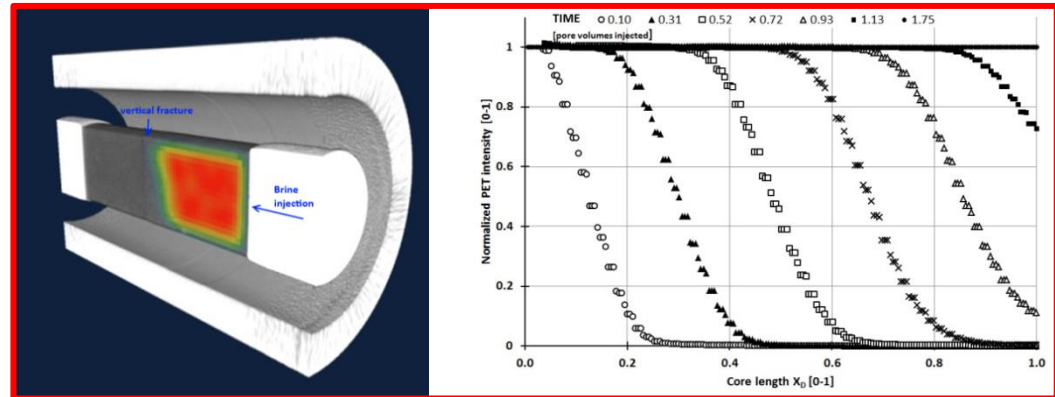 vertical fracture
Brine
injection
TIME ○ 0.10 ▲ 0.31 □ 0.52 × 0.72 △ 0.93 ■ 1.13 ● 1.75
[pore volumes injected]
Normalized PET intensity [0-1]
1
0.8
0.6
0.4
0.2
0
0 0.2 0.4 0.6 0.8 1.0
Core length X_D [0-1]